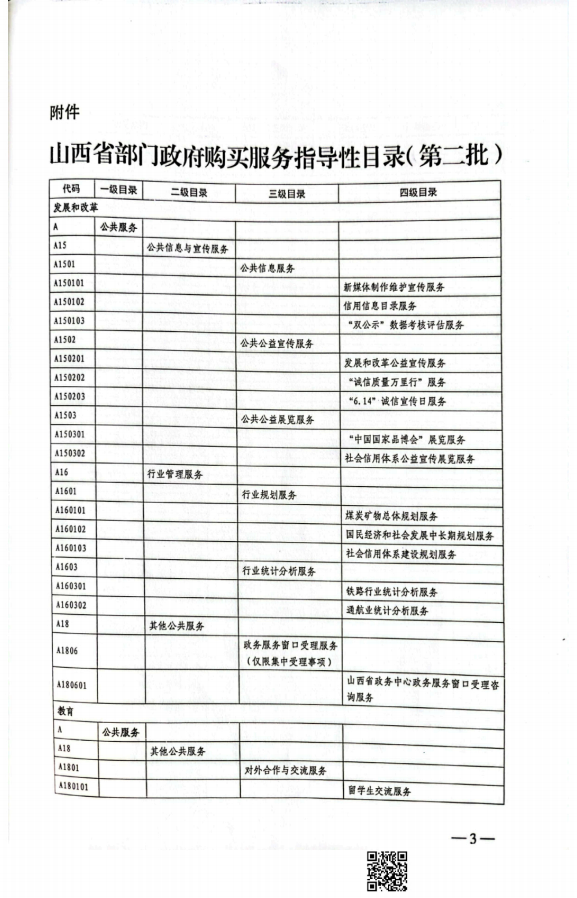 附件
山西省部门政府购买服务指导性目录(第二批)
代码 一级目录 二级目录 三级目录 四级目录
发展和改革
A 公共服务
A15 公共信息与宣传服务
A1501 公共信息服务
A150101 新媒体制作维护宣传服务
A150102 信用信息目录服务
A150103 “双公示”数据考核评估服务
A1502 公共公益宣传服务
A150201 发展和改革公益宣传服务
A150202 “诚信质量万里行”服务
A150203 “6.14”诚信宣传日服务
A1503 公共公益展览服务
A150301 “中国国家品博会”展览服务
A150302 社会信用体系公益宣传展览服务
A16 行业管理服务
A1601 行业规划服务
A160101 煤炭矿物总体规划服务
A160102 国民经济和社会发展中长期规划服务
A160103 社会信用体系建设规划服务
A1603 行业统计分析服务
A160301 铁路行业统计分析服务
A160302 通航业统计分析服务
A18 其他公共服务
A1806 政务服务窗口受理服务
(仅限集中受理事项)
A180601 山西省政务中心政务服务窗口受理咨
询服务
教育
A 公共服务
A18 其他公共服务
A1801 对外合作与交流服务
A180101 留学生交流服务
—3—